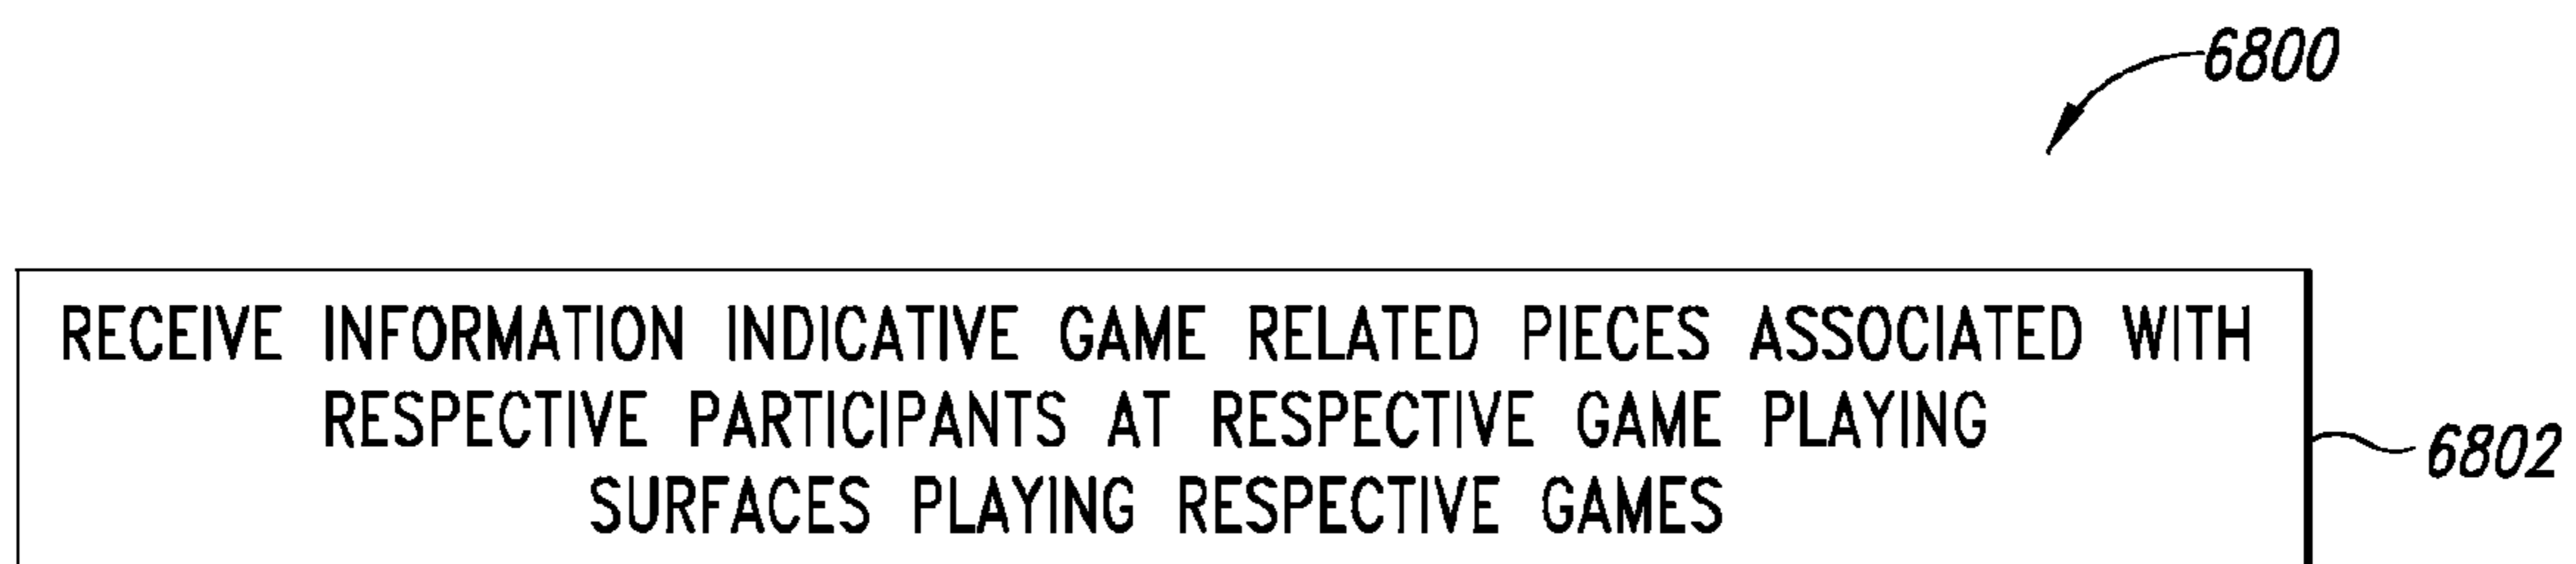 6800
RECEIVE INFORMATION INDICATIVE GAME RELATED PIECES ASSOCIATED WITH
RESPECTIVE PARTICIPANTS AT RESPECTIVE GAME PLAYING
SURFACES PLAYING RESPECTIVE GAMES
6802